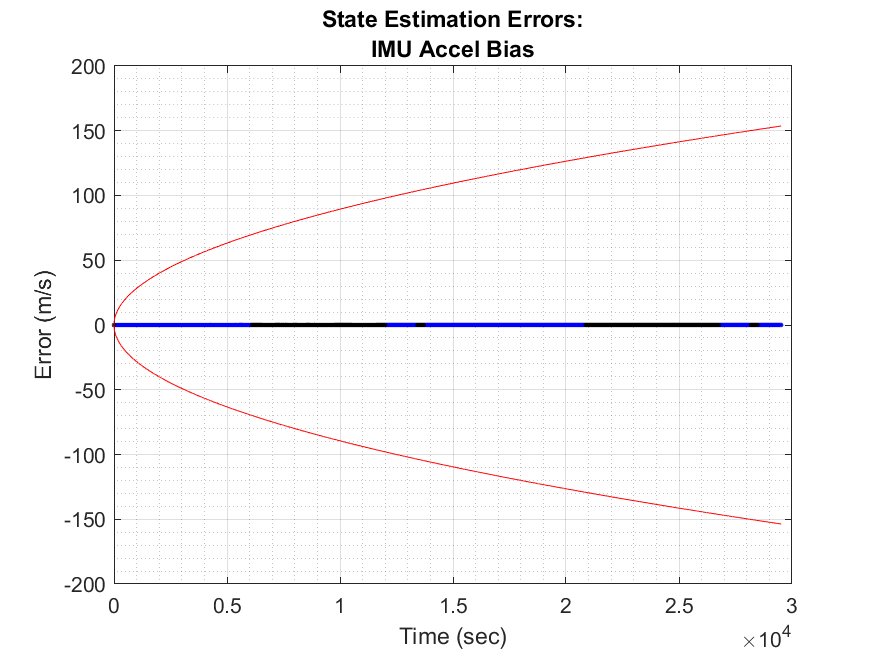 State Estimation Errors:
IMU Accel Bias
200
150
100
50
0
-50
-100
-150
-200
Error (m/s)
0 0.5 1 1.5 2 2.5 3
Time (sec)
×10⁴